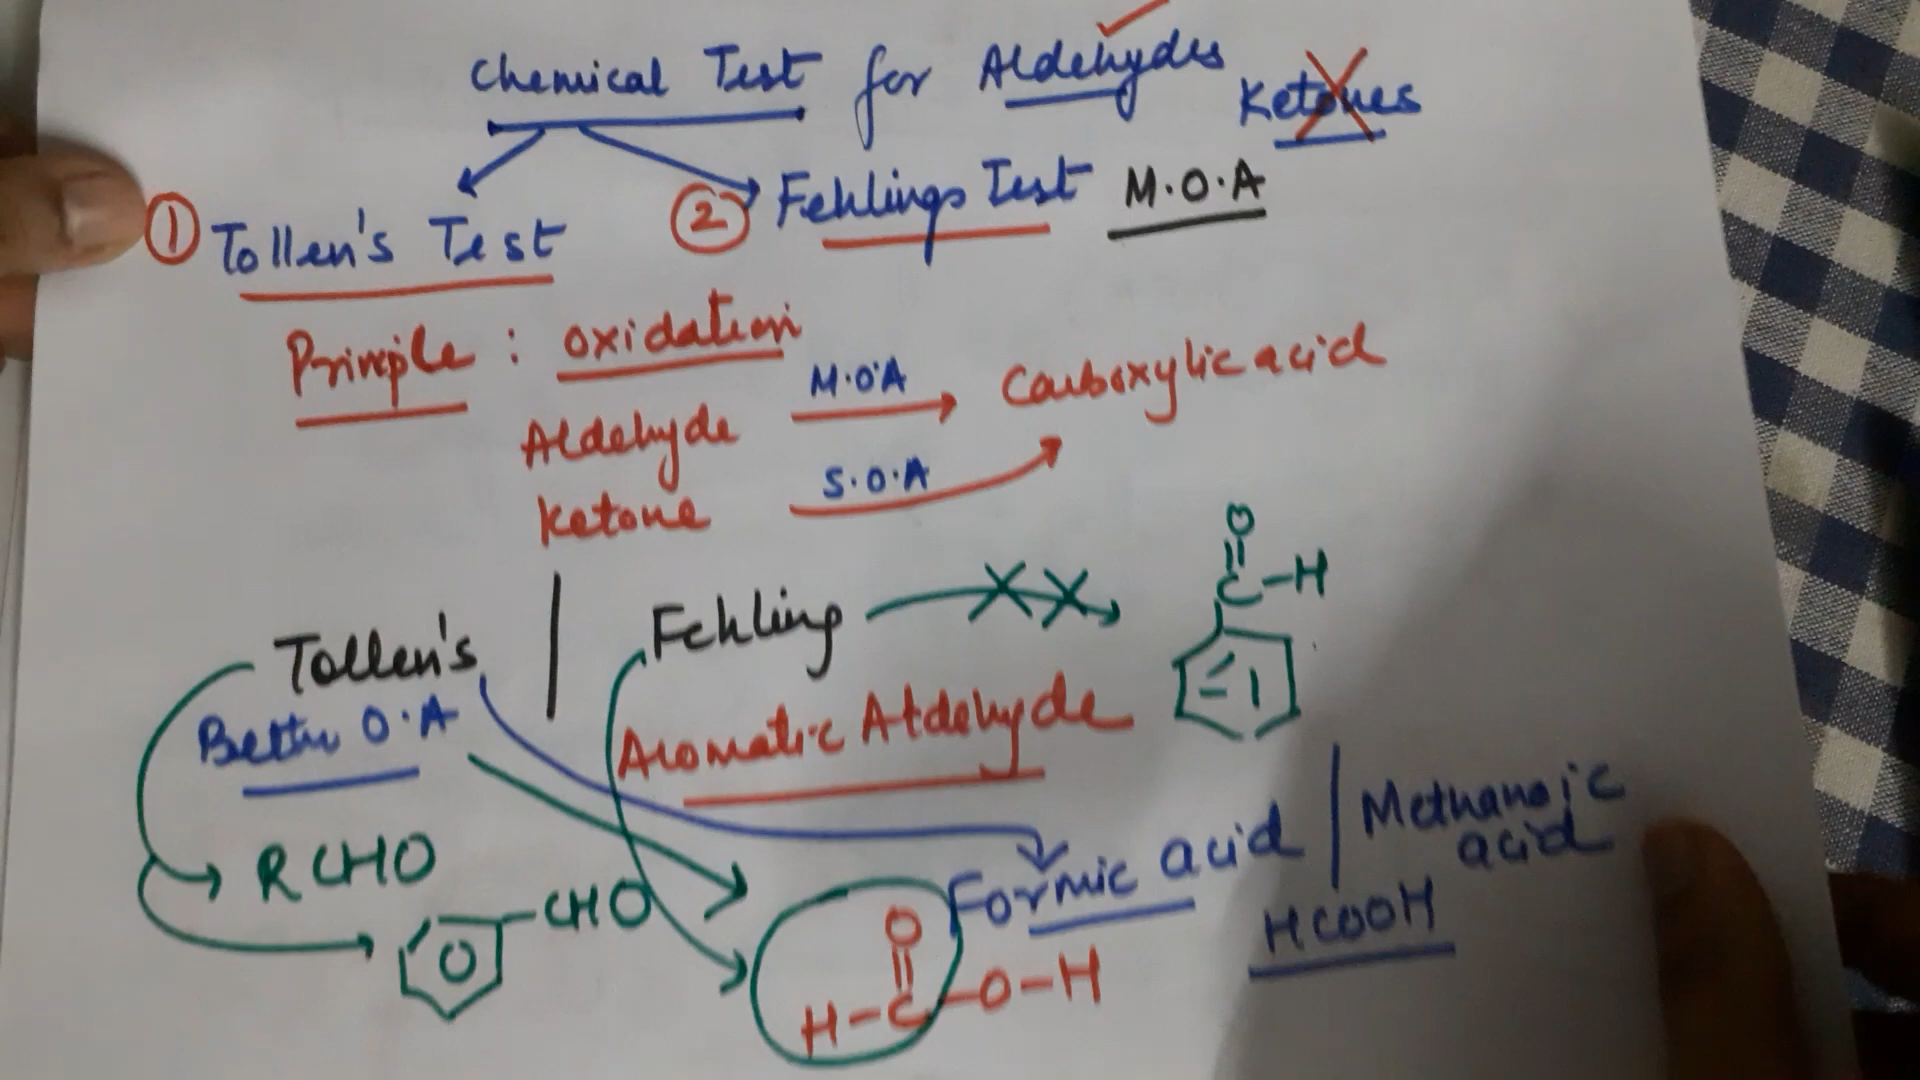 Chemical Test for Aldehydes Ketones
① Tollen's Test ② Fehlings Test M.O.A
Priniple : oxidation
Aldehyde M.O.A Carboxylic acid
Ketone S.O.A
Tollen's | Fehling
O
C-H
Better O.A
Aromatic Aldehyde
RCHO
CHO
Formic acid | Methanoic acid
HCOOH
O
H-C-O-H